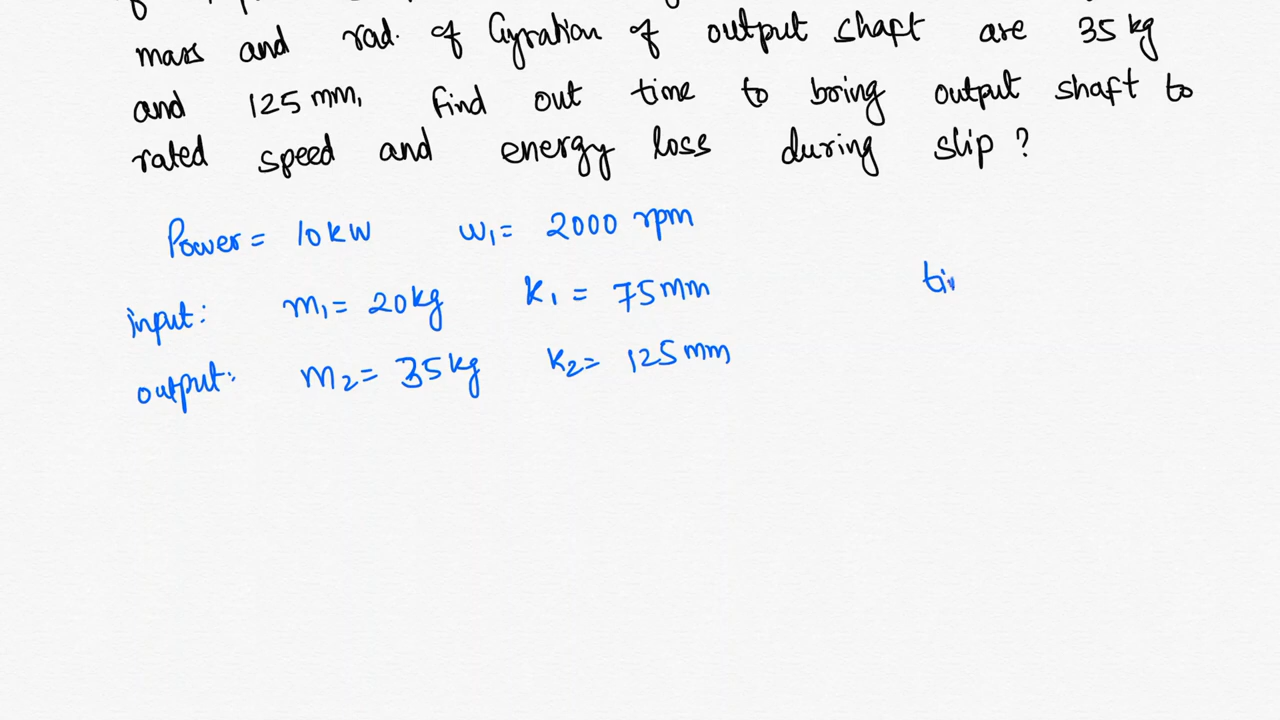 mass and rad. of Gyration of output shaft are 35 kg
and 125 mm, find out time to bring output shaft to
rated speed and energy loss during slip ?
Power = 10 kW ω₁ = 2000 rpm
input: m₁ = 20 kg K₁ = 75 mm
output: m₂ = 35 kg K₂ = 125 mm